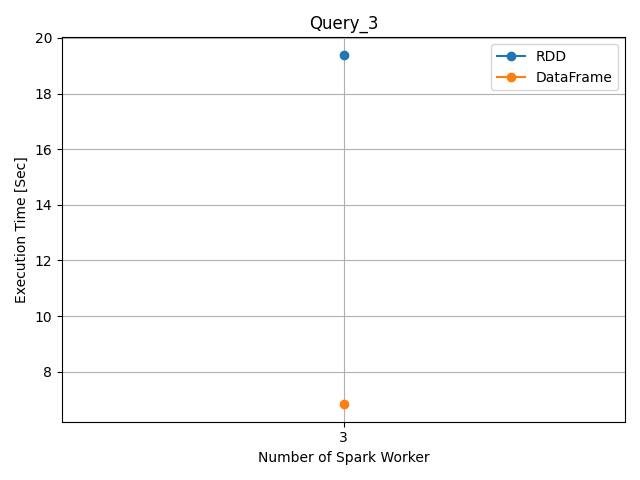 Query_3
RDD
DataFrame
Execution Time [Sec]
20
18
16
14
12
10
8
3
Number of Spark Worker